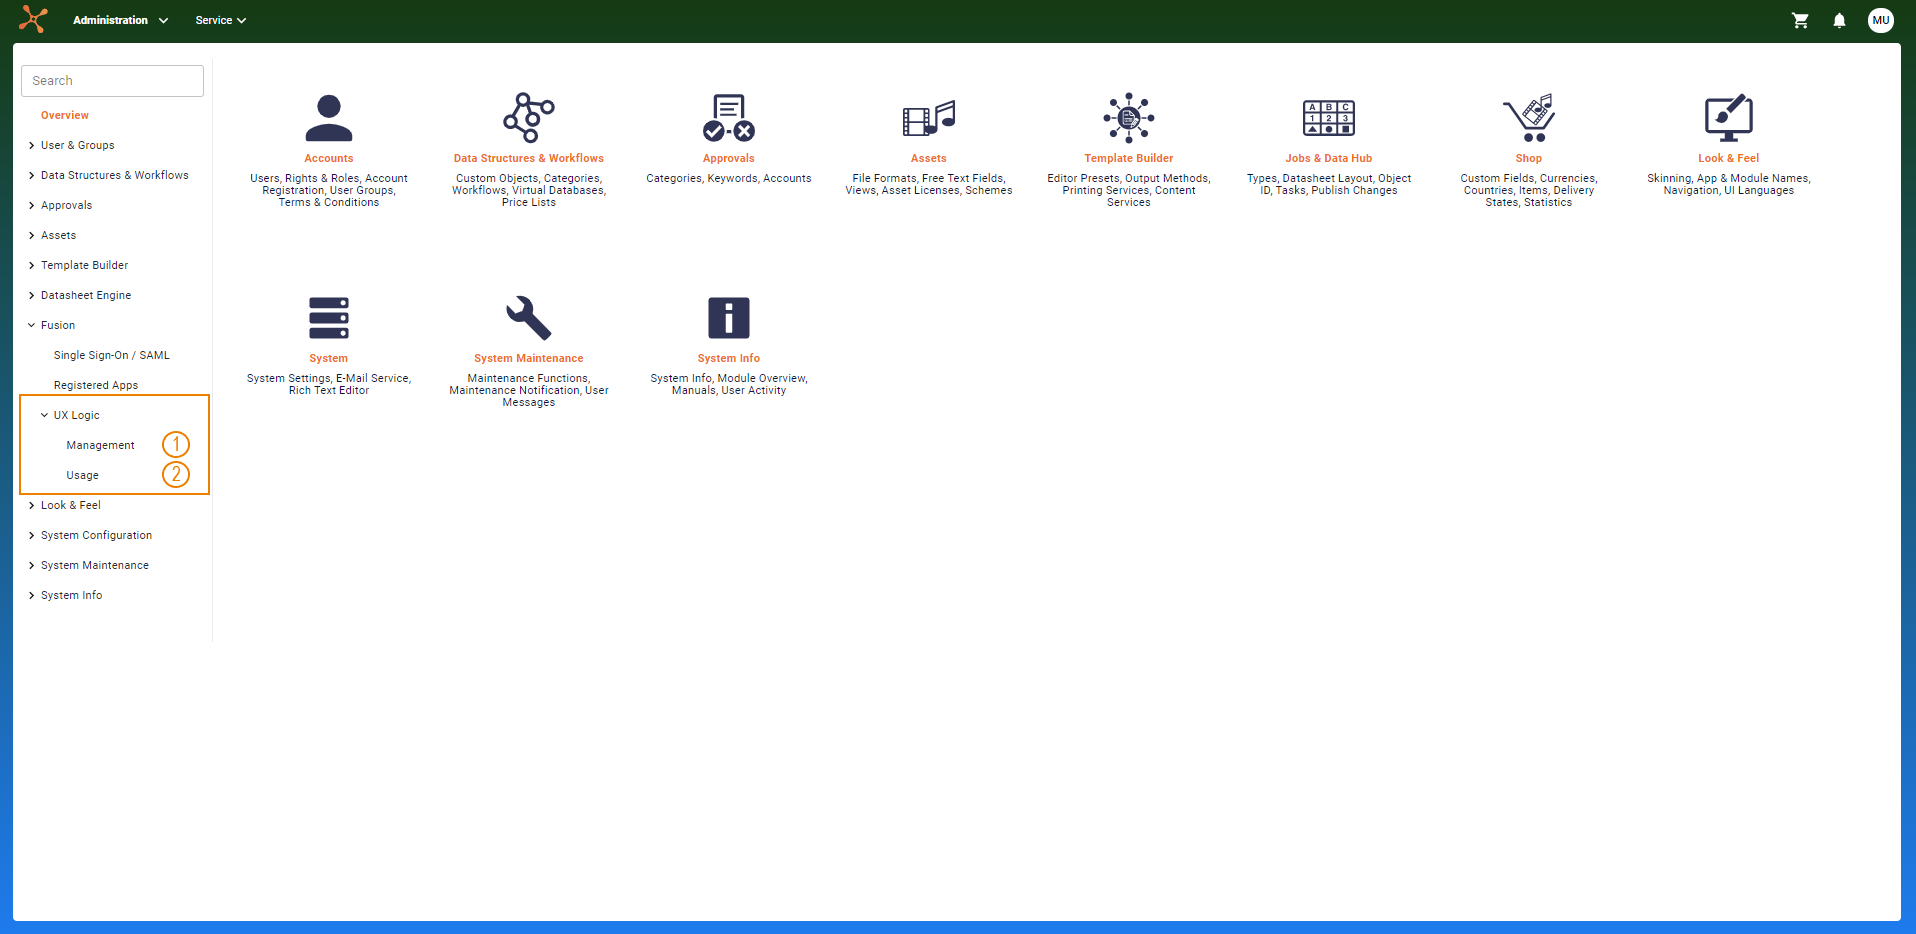 Administration
Service
MU
Search
Overview
User & Groups
Data Structures & Workflows
Approvals
Assets
Template Builder
Datasheet Engine
Fusion
Single Sign-On / SAML
Registered Apps
UX Logic
Management
1
Usage
2
Look & Feel
System Configuration
System Maintenance
System Info
Accounts
Users, Rights & Roles, Account
Registration, User Groups,
Terms & Conditions
Data Structures & Workflows
Custom Objects, Categories,
Workflows, Virtual Databases,
Price Lists
Approvals
Categories, Keywords, Accounts
Assets
File Formats, Free Text Fields,
Views, Asset Licenses, Schemes
Template Builder
Editor Presets, Output Methods,
Printing Services, Content
Services
A B C
1 2 3
Jobs & Data Hub
Types, Datasheet Layout, Object
ID, Tasks, Publish Changes
Shop
Custom Fields, Currencies,
Countries, Items, Delivery
States, Statistics
Look & Feel
Skinning, App & Module Names,
Navigation, UI Languages
System
System Settings, E-Mail Service,
Rich Text Editor
System Maintenance
Maintenance Functions,
Maintenance Notification, User
Messages
System Info
System Info, Module Overview,
Manuals, User Activity